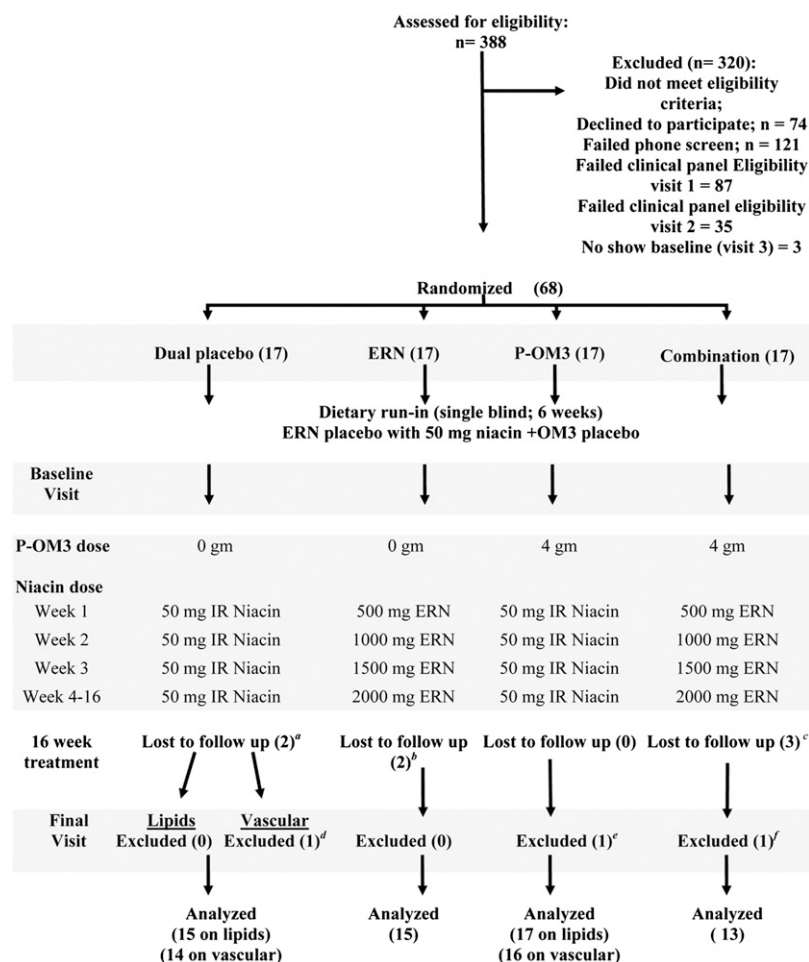 Assessed for eligibility:
n= 388
Excluded (n= 320):
Did not meet eligibility
criteria;
Declined to participate; n = 74
Failed phone screen; n = 121
Failed clinical panel Eligibility
visit 1 = 87
Failed clinical panel eligibility
visit 2 = 35
No show baseline (visit 3) = 3
Randomized (68)
Dual placebo (17) ERN (17) P-OM3 (17) Combination (17)
Dietary run-in (single blind; 6 weeks)
ERN placebo with 50 mg niacin +OM3 placebo
Baseline
Visit
P-OM3 dose 0 gm 0 gm 4 gm 4 gm
Niacin dose
Week 1 50 mg IR Niacin 500 mg ERN 50 mg IR Niacin 500 mg ERN
Week 2 50 mg IR Niacin 1000 mg ERN 50 mg IR Niacin 1000 mg ERN
Week 3 50 mg IR Niacin 1500 mg ERN 50 mg IR Niacin 1500 mg ERN
Week 4-16 50 mg IR Niacin 2000 mg ERN 50 mg IR Niacin 2000 mg ERN
16 week Lost to follow up (2)a Lost to follow up Lost to follow up (0) Lost to follow up (3) c
treatment (2)b
Final Lipids Vascular
Visit Excluded (0) Excluded (1)d Excluded (0) Excluded (1)e Excluded (1)f
Analyzed Analyzed Analyzed Analyzed
(15 on lipids) (15) (17 on lipids) ( 13)
(14 on vascular) (16 on vascular)